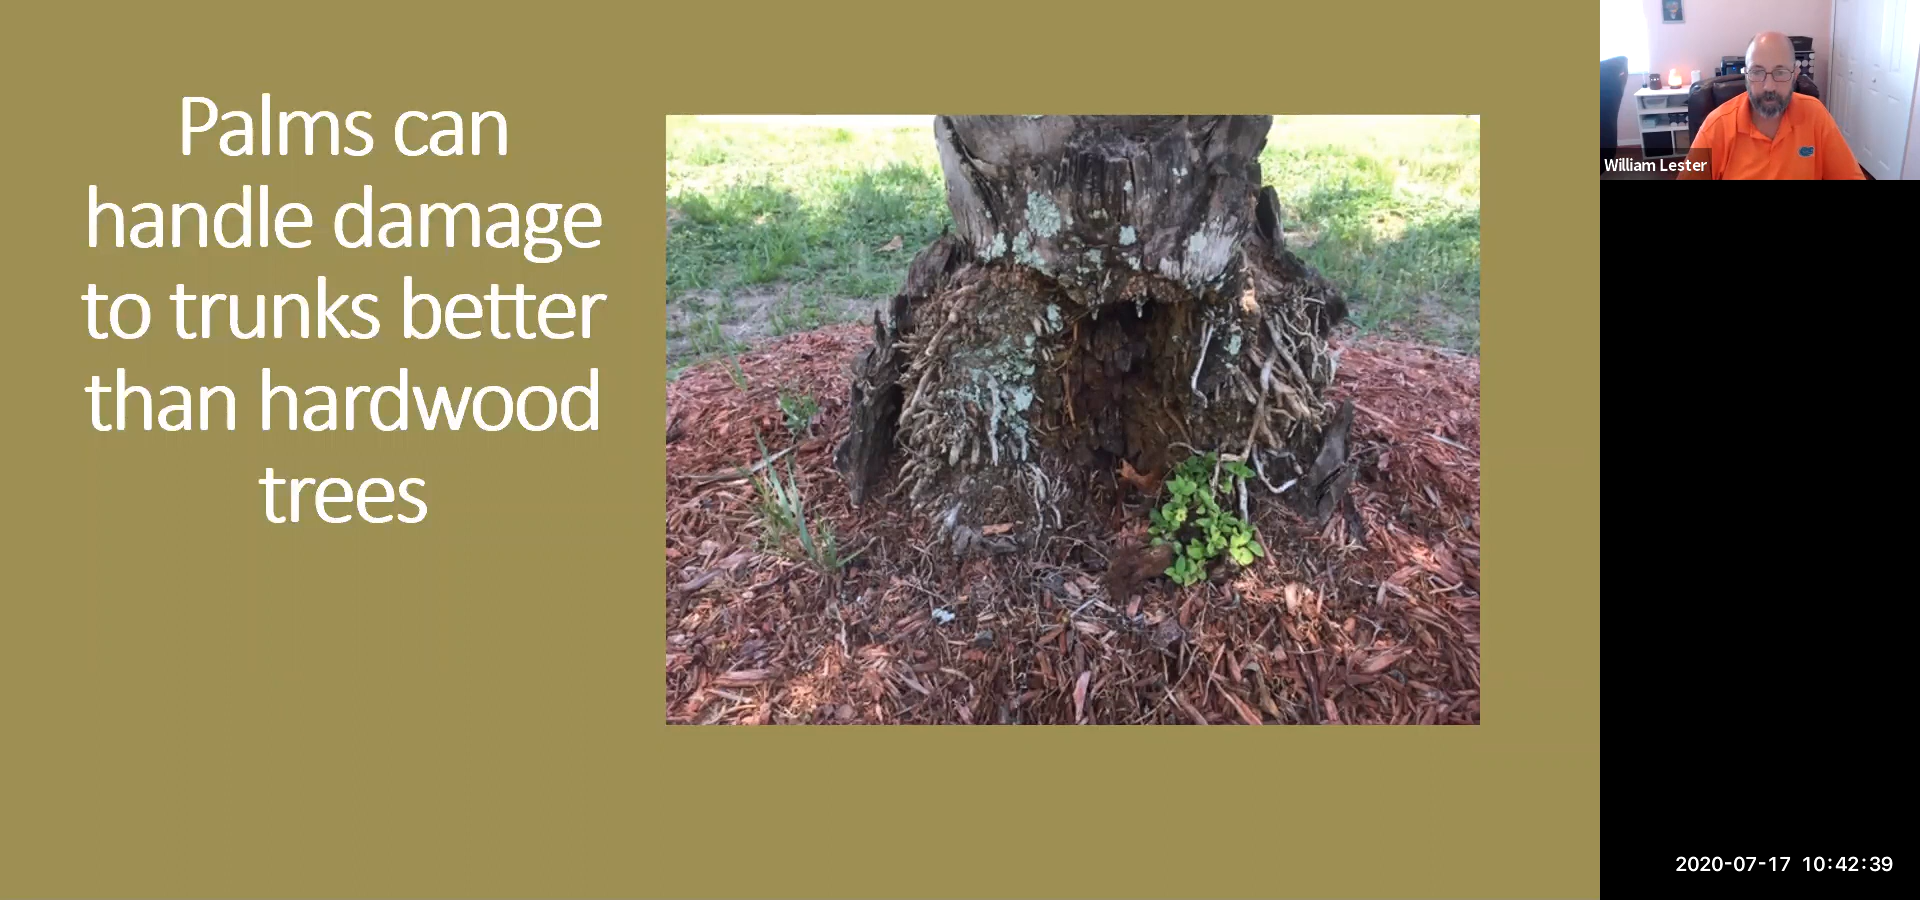 Palms can
handle damage
to trunks better
than hardwood
trees
William Lester
2020-07-17 10:42:39